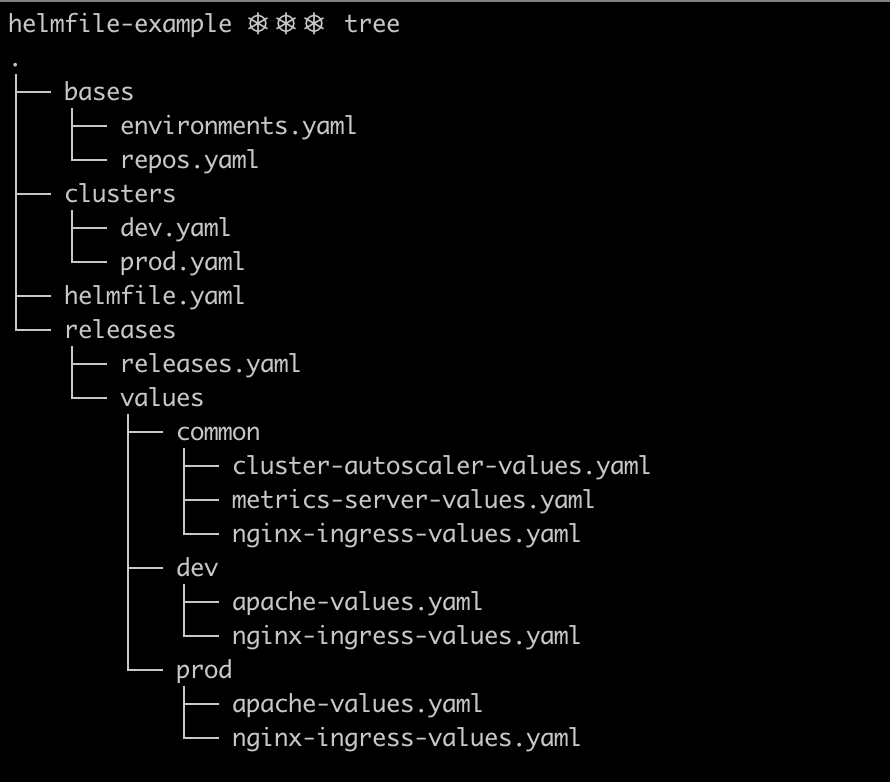 helmfile-example ⎈⎈⎈ tree
.
├── bases
│   ├── environments.yaml
│   └── repos.yaml
├── clusters
│   ├── dev.yaml
│   └── prod.yaml
├── helmfile.yaml
└── releases
    ├── releases.yaml
    └── values
        ├── common
        │   ├── cluster-autoscaler-values.yaml
        │   ├── metrics-server-values.yaml
        │   └── nginx-ingress-values.yaml
        ├── dev
        │   ├── apache-values.yaml
        │   └── nginx-ingress-values.yaml
        └── prod
            ├── apache-values.yaml
            └── nginx-ingress-values.yaml